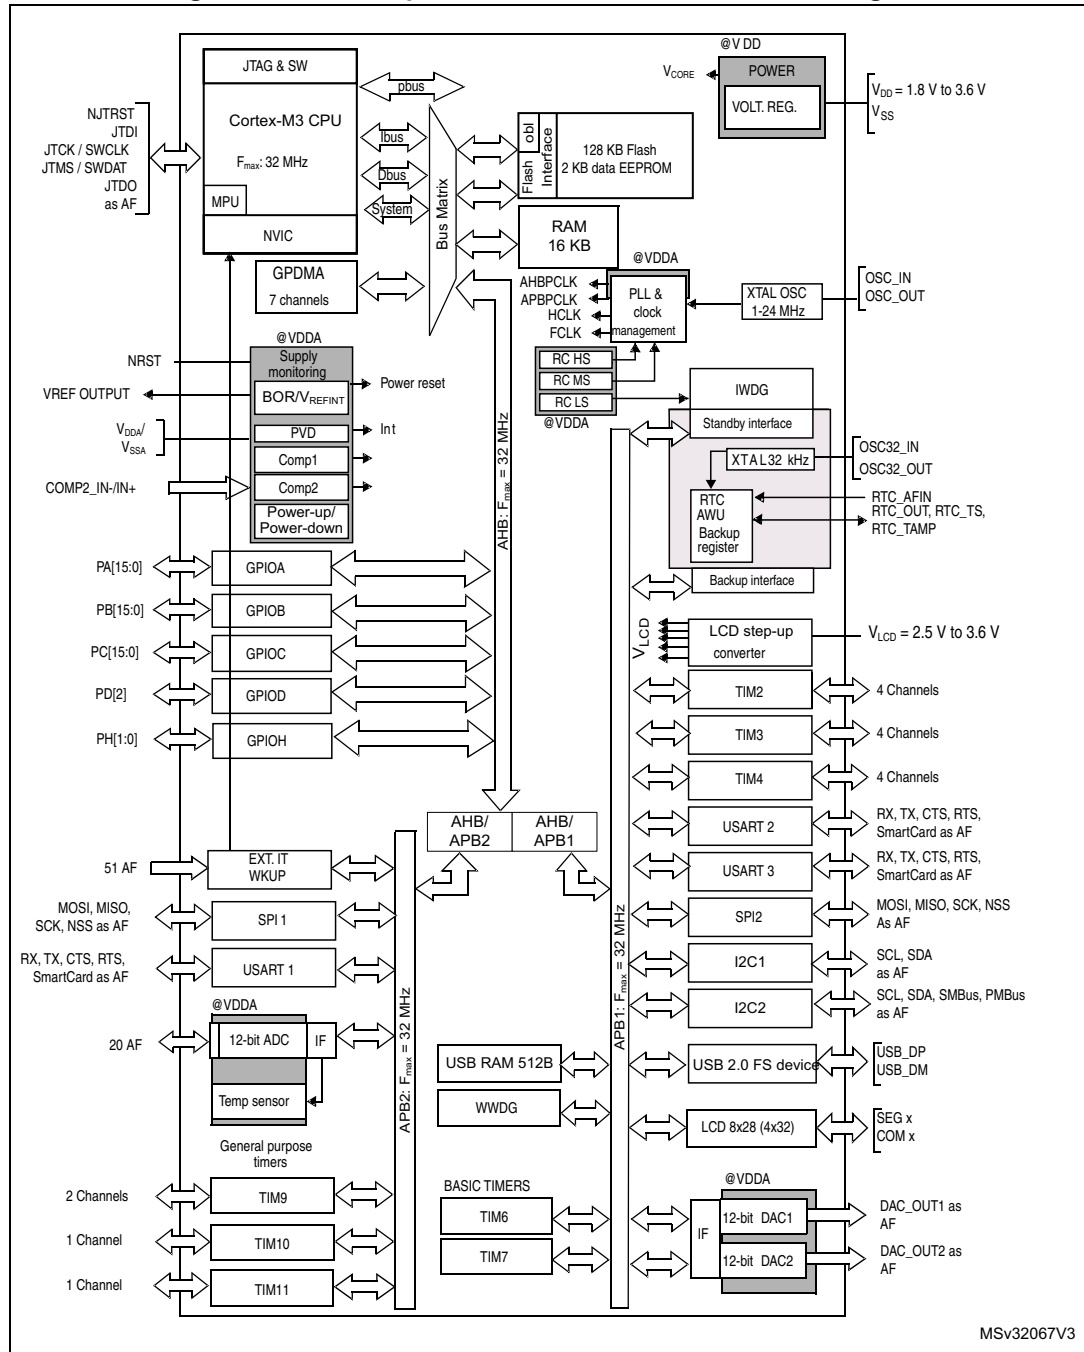 @V DD
POWER
VOLT. REG.
VCORE
VDD = 1.8 V to 3.6 V
VSS
JTAG & SW
Cortex-M3 CPU
Fmax: 32 MHz
MPU
NVIC
NJTRST
JTDI
JTCK / SWCLK
JTMS / SWDAT
JTDO
as AF
pbus
Ibus
Dbus
System
Bus Matrix
Flash obl
Interface
128 KB Flash
2 KB data EEPROM
RAM
16 KB
GPDMA
7 channels
@VDDA
AHBPCLK
APBPCLK
HCLK
FCLK
PLL &
clock
management
XTAL OSC
1-24 MHz
OSC_IN
OSC_OUT
RC HS
RC MS
RC LS
@VDDA
@VDDA
Supply
monitoring
BOR/VREFINT
PVD
Comp1
Comp2
Power-up/
Power-down
NRST
VREF OUTPUT
VDDA/
VSSA
COMP2_IN-/IN+
Power reset
Int
IWDG
Standby interface
XTAL32 kHz
OSC32_IN
OSC32_OUT
RTC
AWU
Backup
register
RTC_AFIN
RTC_OUT, RTC_TS,
RTC_TAMP
Backup interface
AHB: Fmax = 32 MHz
PA[15:0]
GPIOA
PB[15:0]
GPIOB
PC[15:0]
GPIOC
PD[2]
GPIOD
PH[1:0]
GPIOH
VLCD
LCD step-up
converter
VLCD = 2.5 V to 3.6 V
TIM2
4 Channels
TIM3
4 Channels
TIM4
4 Channels
AHB/
APB2
AHB/
APB1
USART 2
RX, TX, CTS, RTS,
SmartCard as AF
USART 3
RX, TX, CTS, RTS,
SmartCard as AF
SPI2
MOSI, MISO, SCK, NSS
As AF
I2C1
SCL, SDA
as AF
I2C2
SCL, SDA, SMBus, PMBus
as AF
51 AF
EXT. IT
WKUP
MOSI, MISO,
SCK, NSS as AF
SPI 1
RX, TX, CTS, RTS,
SmartCard as AF
USART 1
@VDDA
20 AF
12-bit ADC
IF
Temp sensor
APB2: Fmax = 32 MHz
APB1: Fmax = 32 MHz
USB RAM 512B
USB 2.0 FS device
USB_DP
USB_DM
WWDG
LCD 8x28 (4x32)
SEG x
COM x
General purpose
timers
2 Channels
TIM9
1 Channel
TIM10
1 Channel
TIM11
BASIC TIMERS
TIM6
TIM7
@VDDA
IF
12-bit DAC1
12-bit DAC2
DAC_OUT1 as
AF
DAC_OUT2 as
AF
MSv32067V3